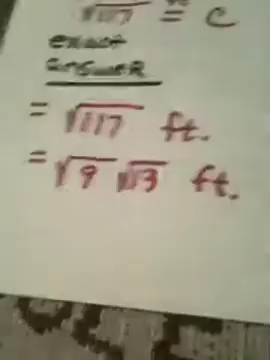 √117 = c
exact
answer
= √117 ft.
= √9 √13 ft.